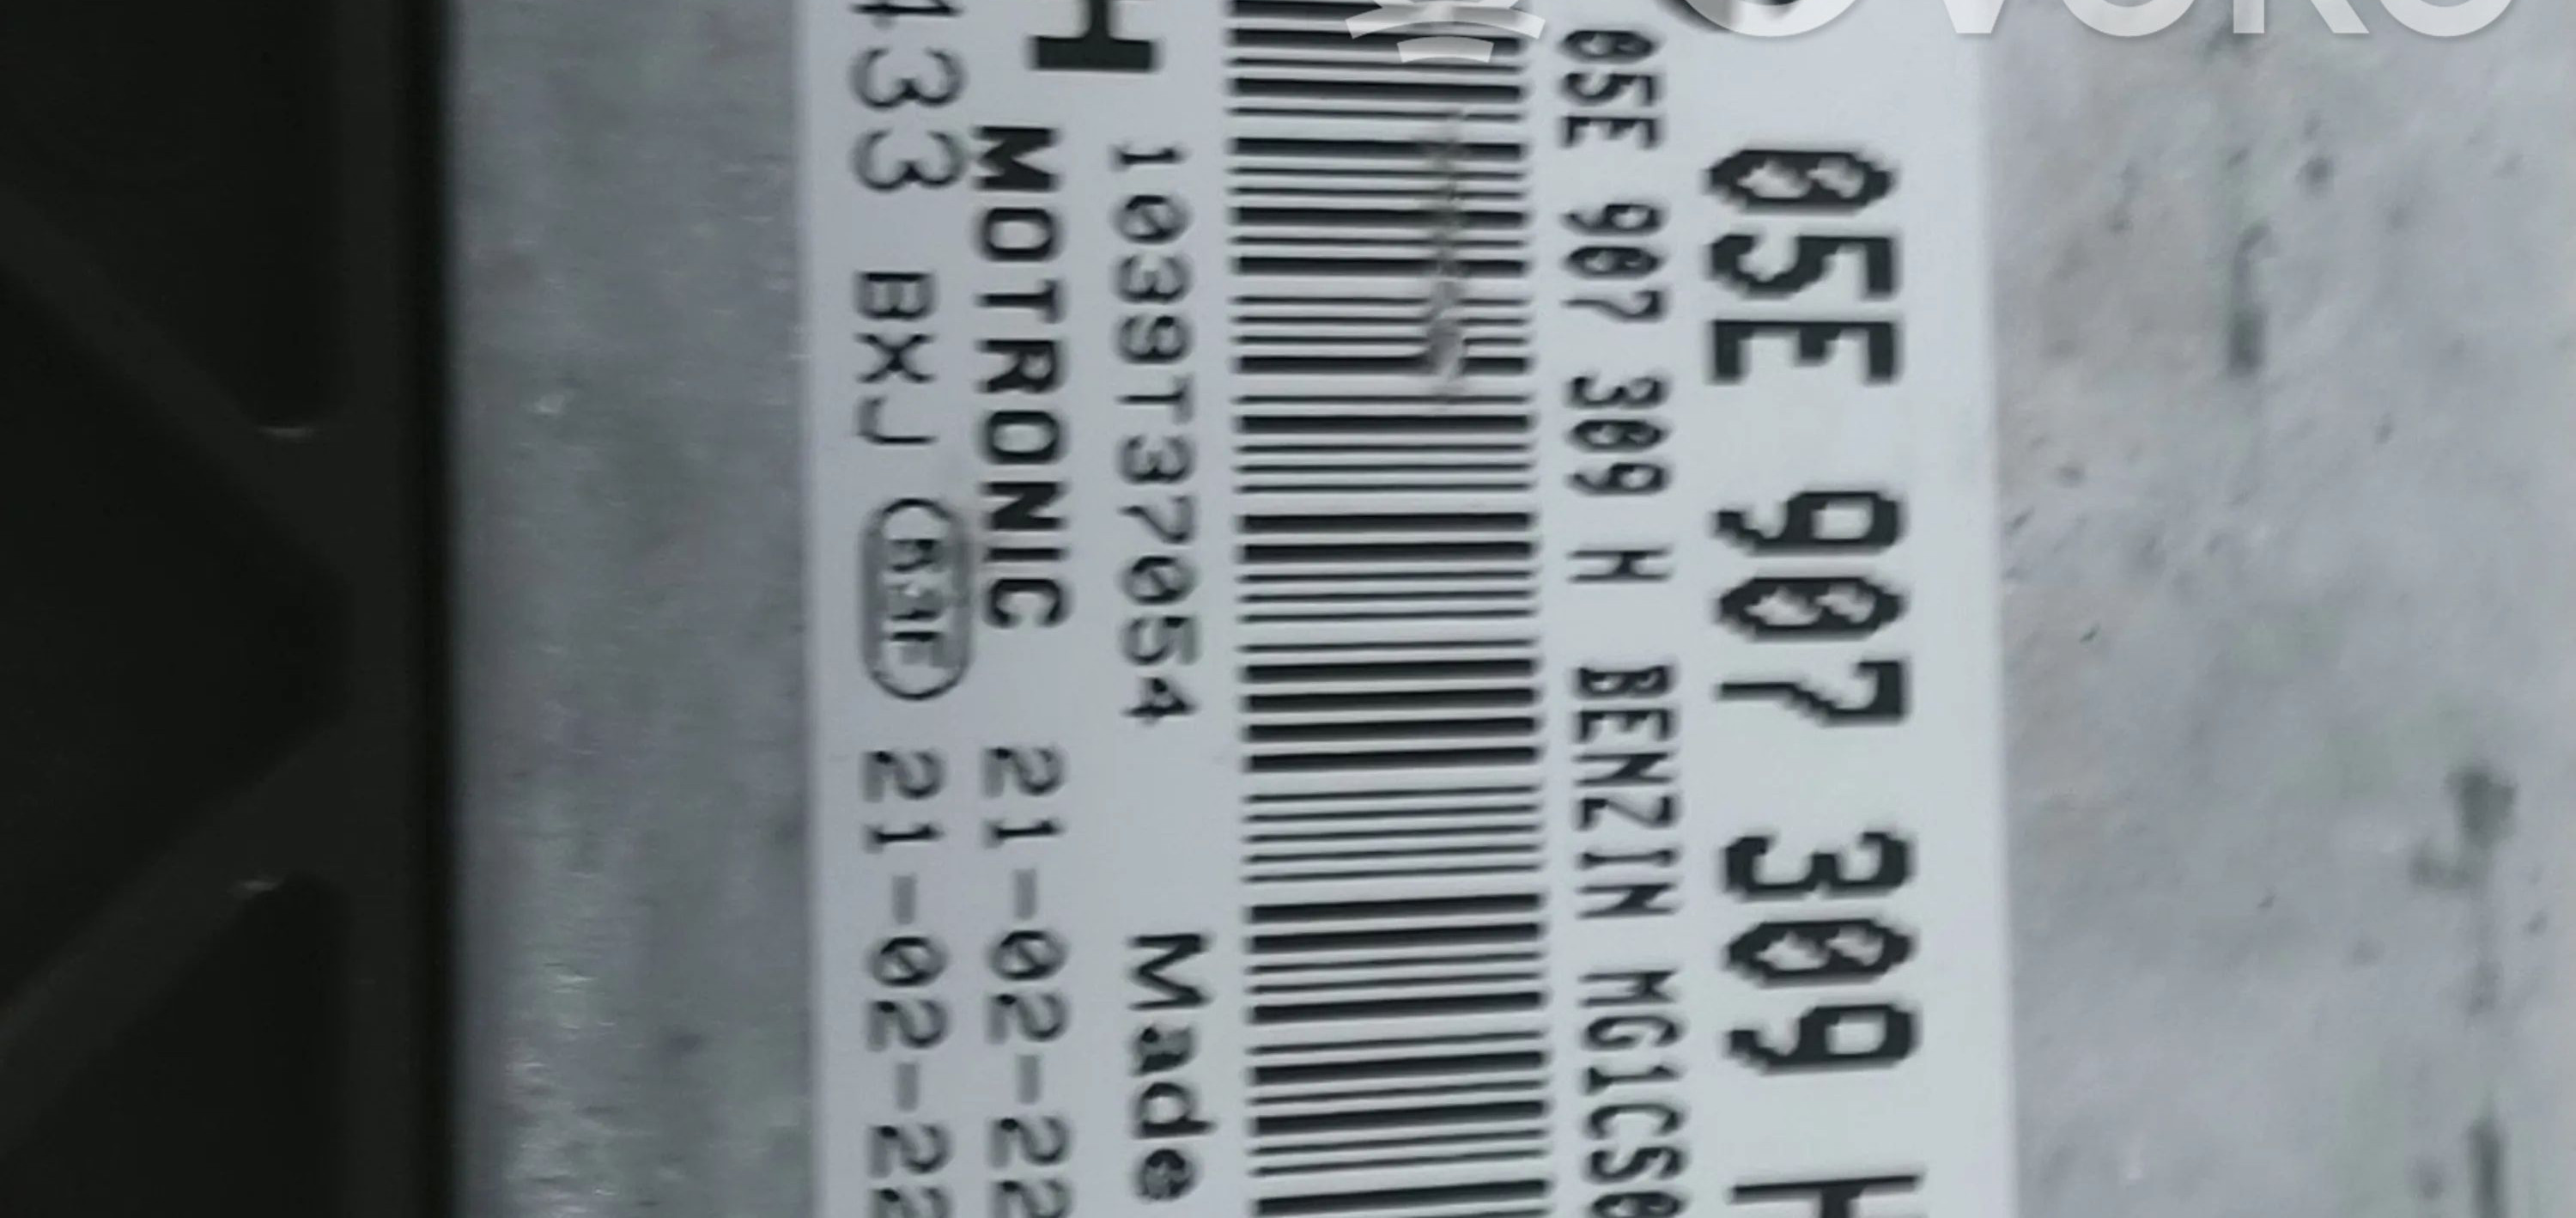 05E 907 309 H
05E 907 309 H BENZIN MG1CS0
1039T37054 Made
H MOTRONIC 21-02-22
433 BXJ 21-02-22